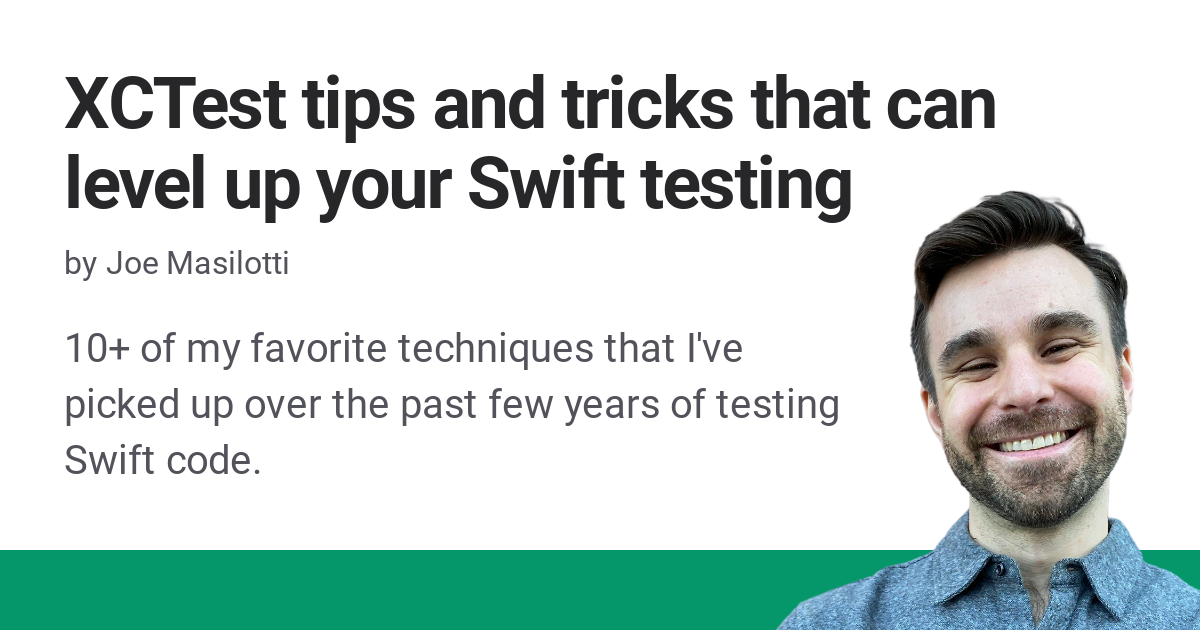 XCTest tips and tricks that can
level up your Swift testing
by Joe Masilotti
10+ of my favorite techniques that I've
picked up over the past few years of testing
Swift code.